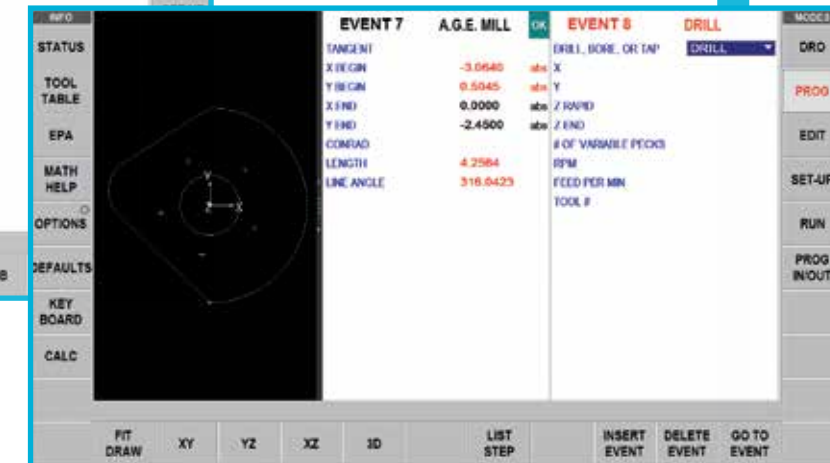 INFO
STATUS
TOOL TABLE
EPA
MATH HELP
OPTIONS
DEFAULTS
KEY BOARD
CALC
B
EVENT 7 A.G.E. MILL OK
TANGENT
X BEGIN -3.0640 abs
Y BEGIN 0.5045 abs
X END 0.0000 abs
Y END -2.4500 abs
CONRAD
LENGTH 4.2564
LINE ANGLE 316.0423
EVENT 8 DRILL
DRILL, BORE, OR TAP DRILL
X
Y
Z RAPID
Z END
# OF VARIABLE PECKS
RPM
FEED PER MIN
TOOL #
Y
Z X
MODES
DRO
PROG
EDIT
SET-UP
RUN
PROG IN/OUT
FIT DRAW
XY
YZ
XZ
3D
LIST STEP
INSERT EVENT
DELETE EVENT
GO TO EVENT